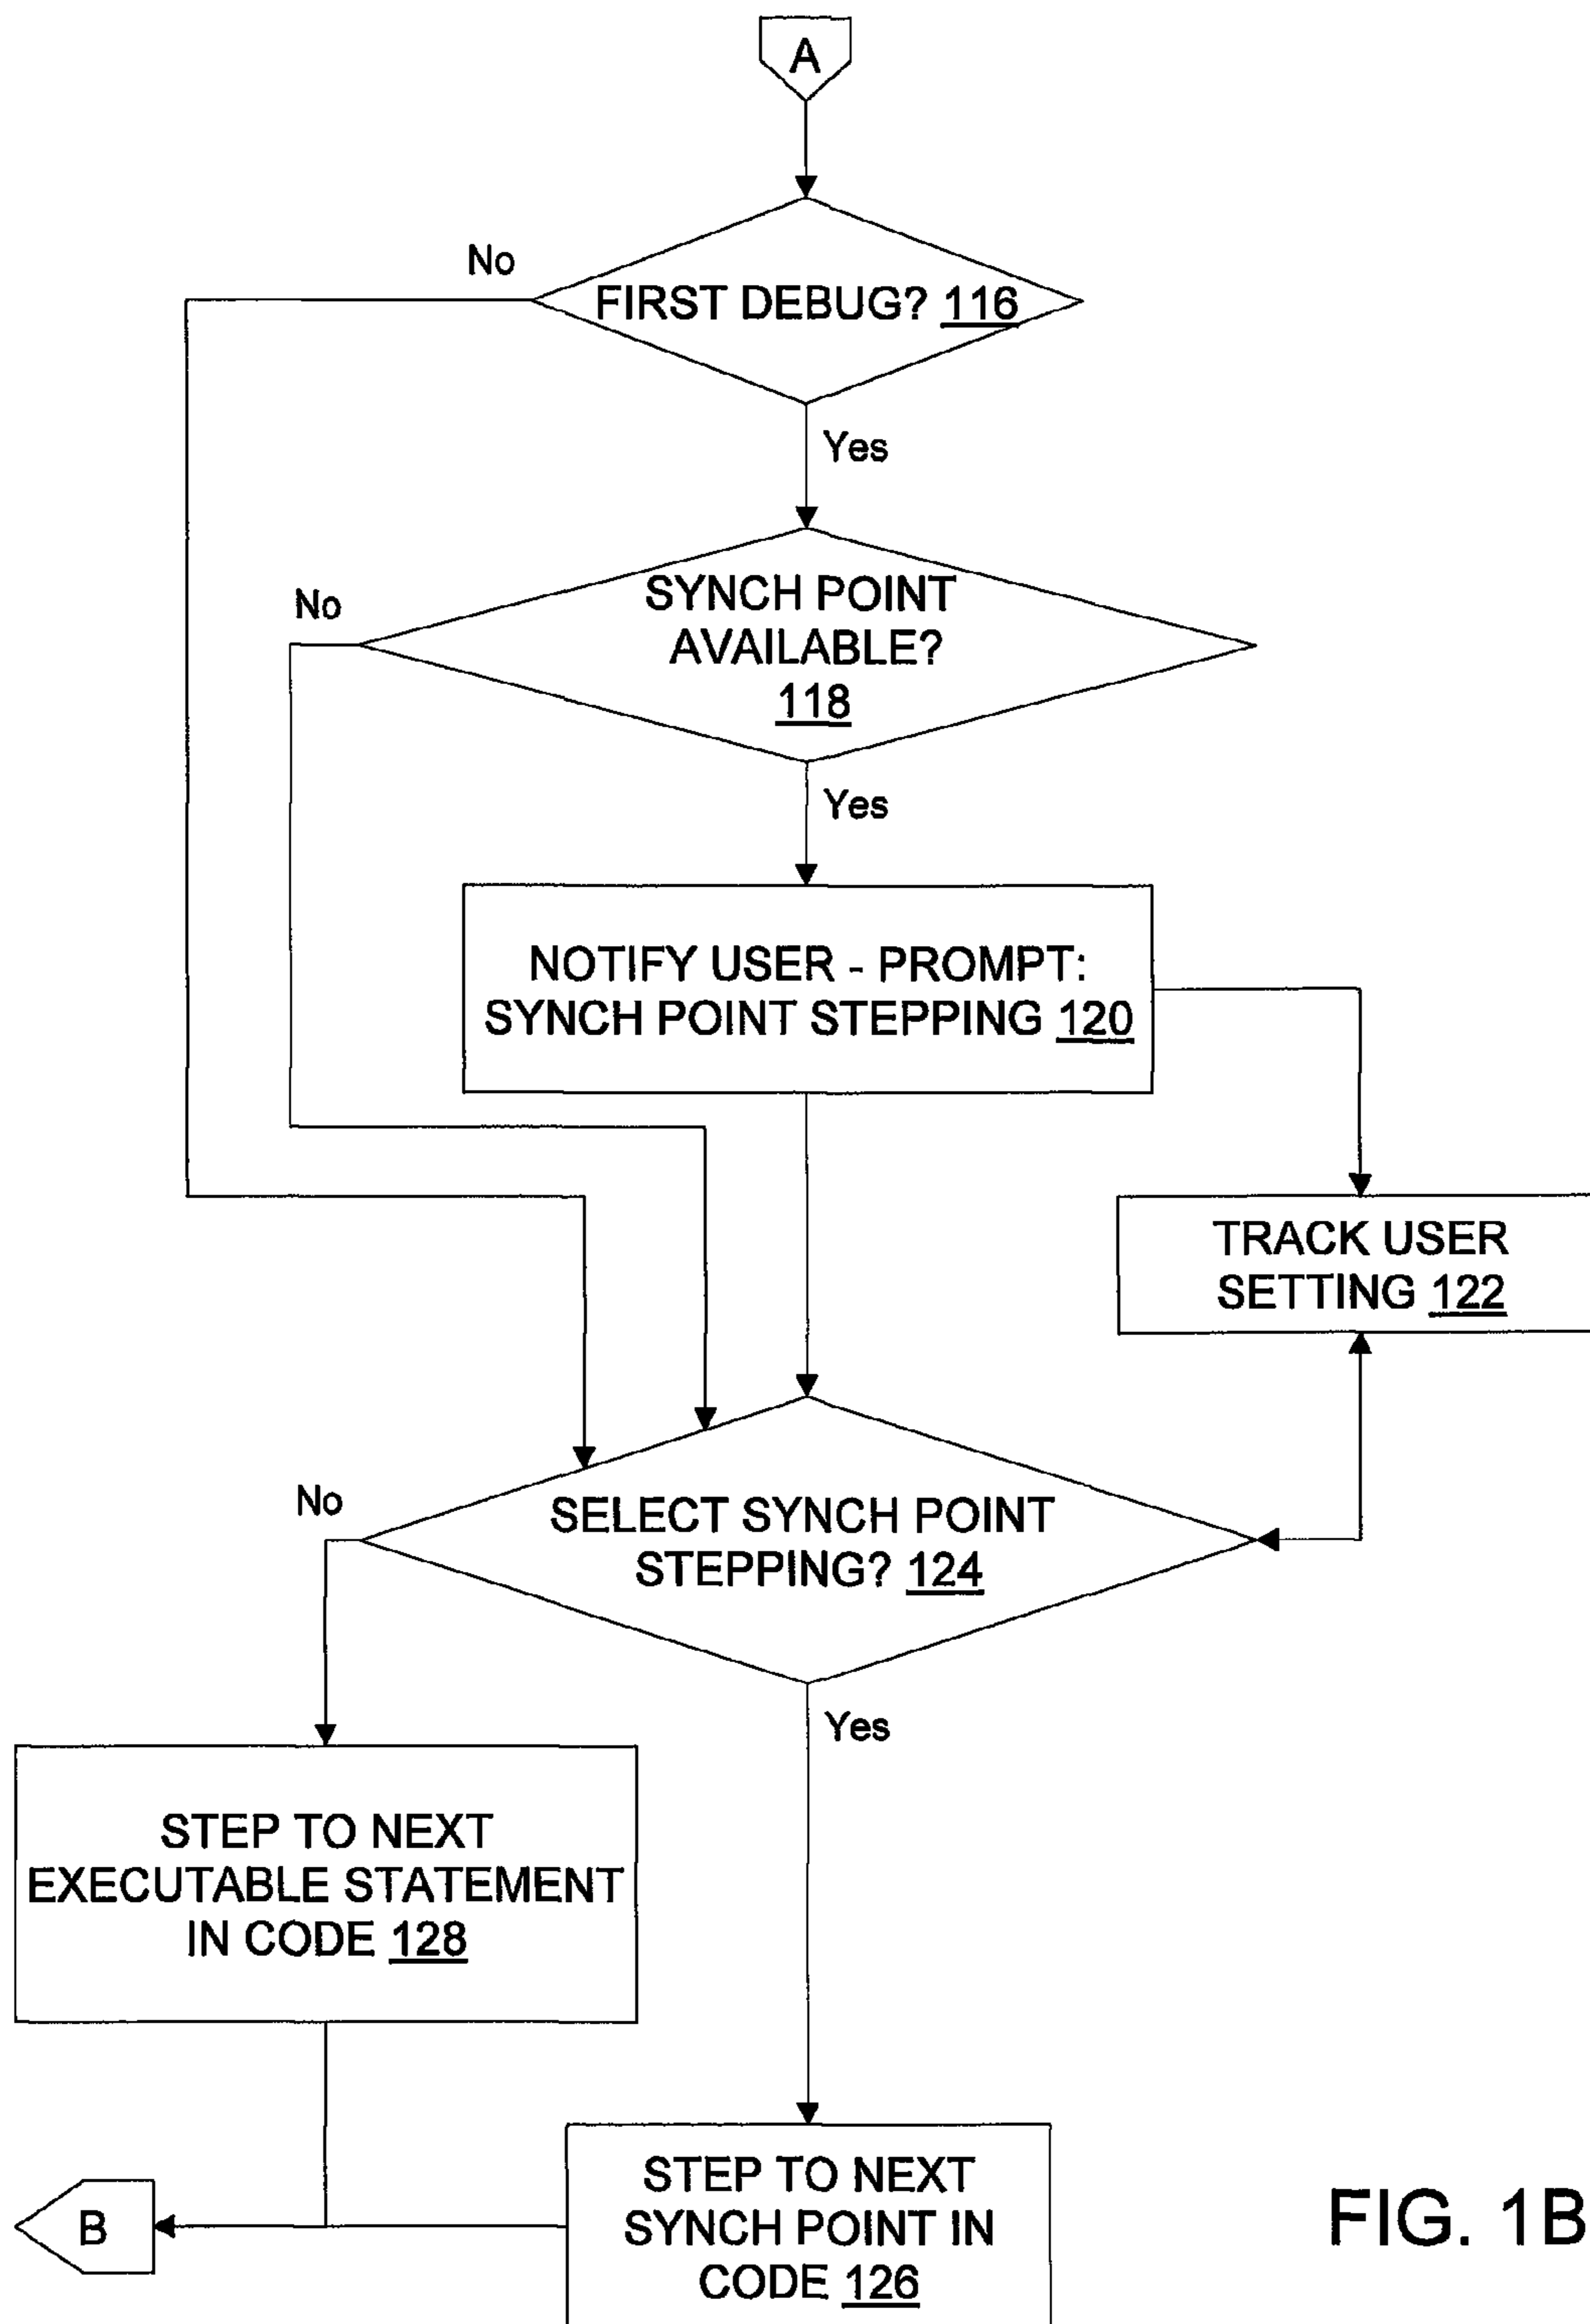 A
No
FIRST DEBUG? 116
Yes
No
SYNCH POINT
AVAILABLE?
118
Yes
NOTIFY USER - PROMPT:
SYNCH POINT STEPPING 120
TRACK USER
SETTING 122
No
SELECT SYNCH POINT
STEPPING? 124
Yes
STEP TO NEXT
EXECUTABLE STATEMENT
IN CODE 128
B
STEP TO NEXT
SYNCH POINT IN
CODE 126
FIG. 1B